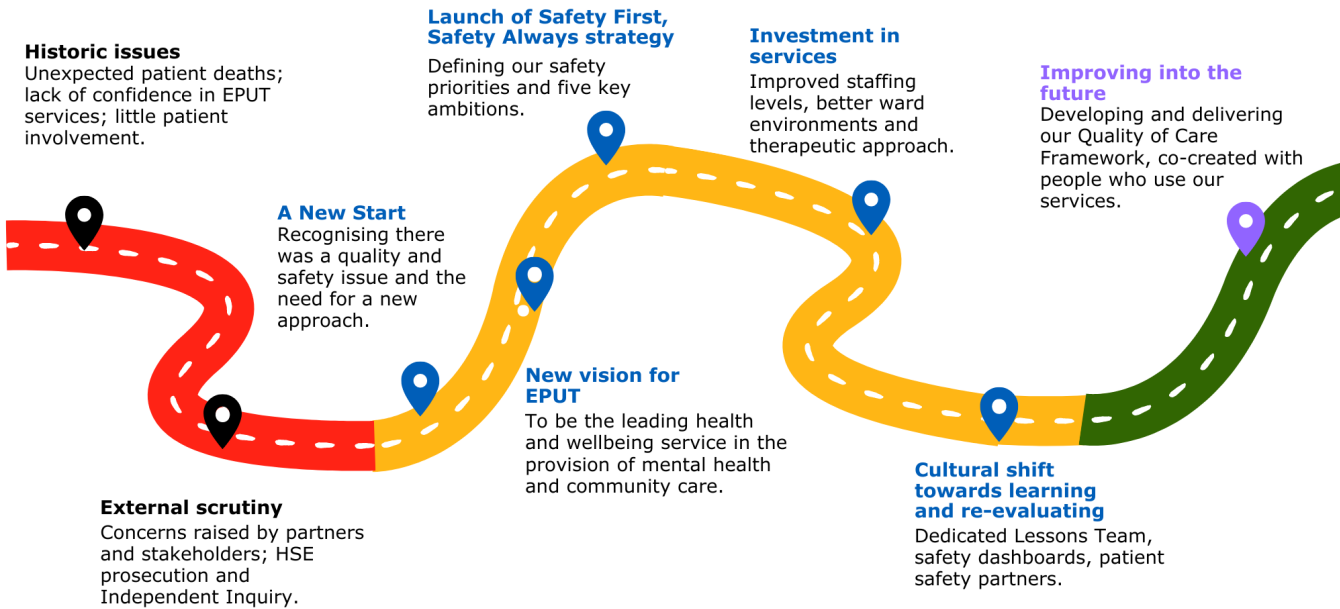 Historic issues
Unexpected patient deaths;
lack of confidence in EPUT
services; little patient
involvement.
External scrutiny
Concerns raised by partners
and stakeholders; HSE
prosecution and
Independent Inquiry.
A New Start
Recognising there
was a quality and
safety issue and the
need for a new
approach.
New vision for
EPUT
To be the leading health
and wellbeing service in the
provision of mental health
and community care.
Launch of Safety First,
Safety Always strategy
Defining our safety
priorities and five key
ambitions.
Investment in
services
Improved staffing
levels, better ward
environments and
therapeutic approach.
Cultural shift
towards learning
and re-evaluating
Dedicated Lessons Team,
safety dashboards, patient
safety partners.
Improving into the
future
Developing and delivering
our Quality of Care
Framework, co-created with
people who use our
services.